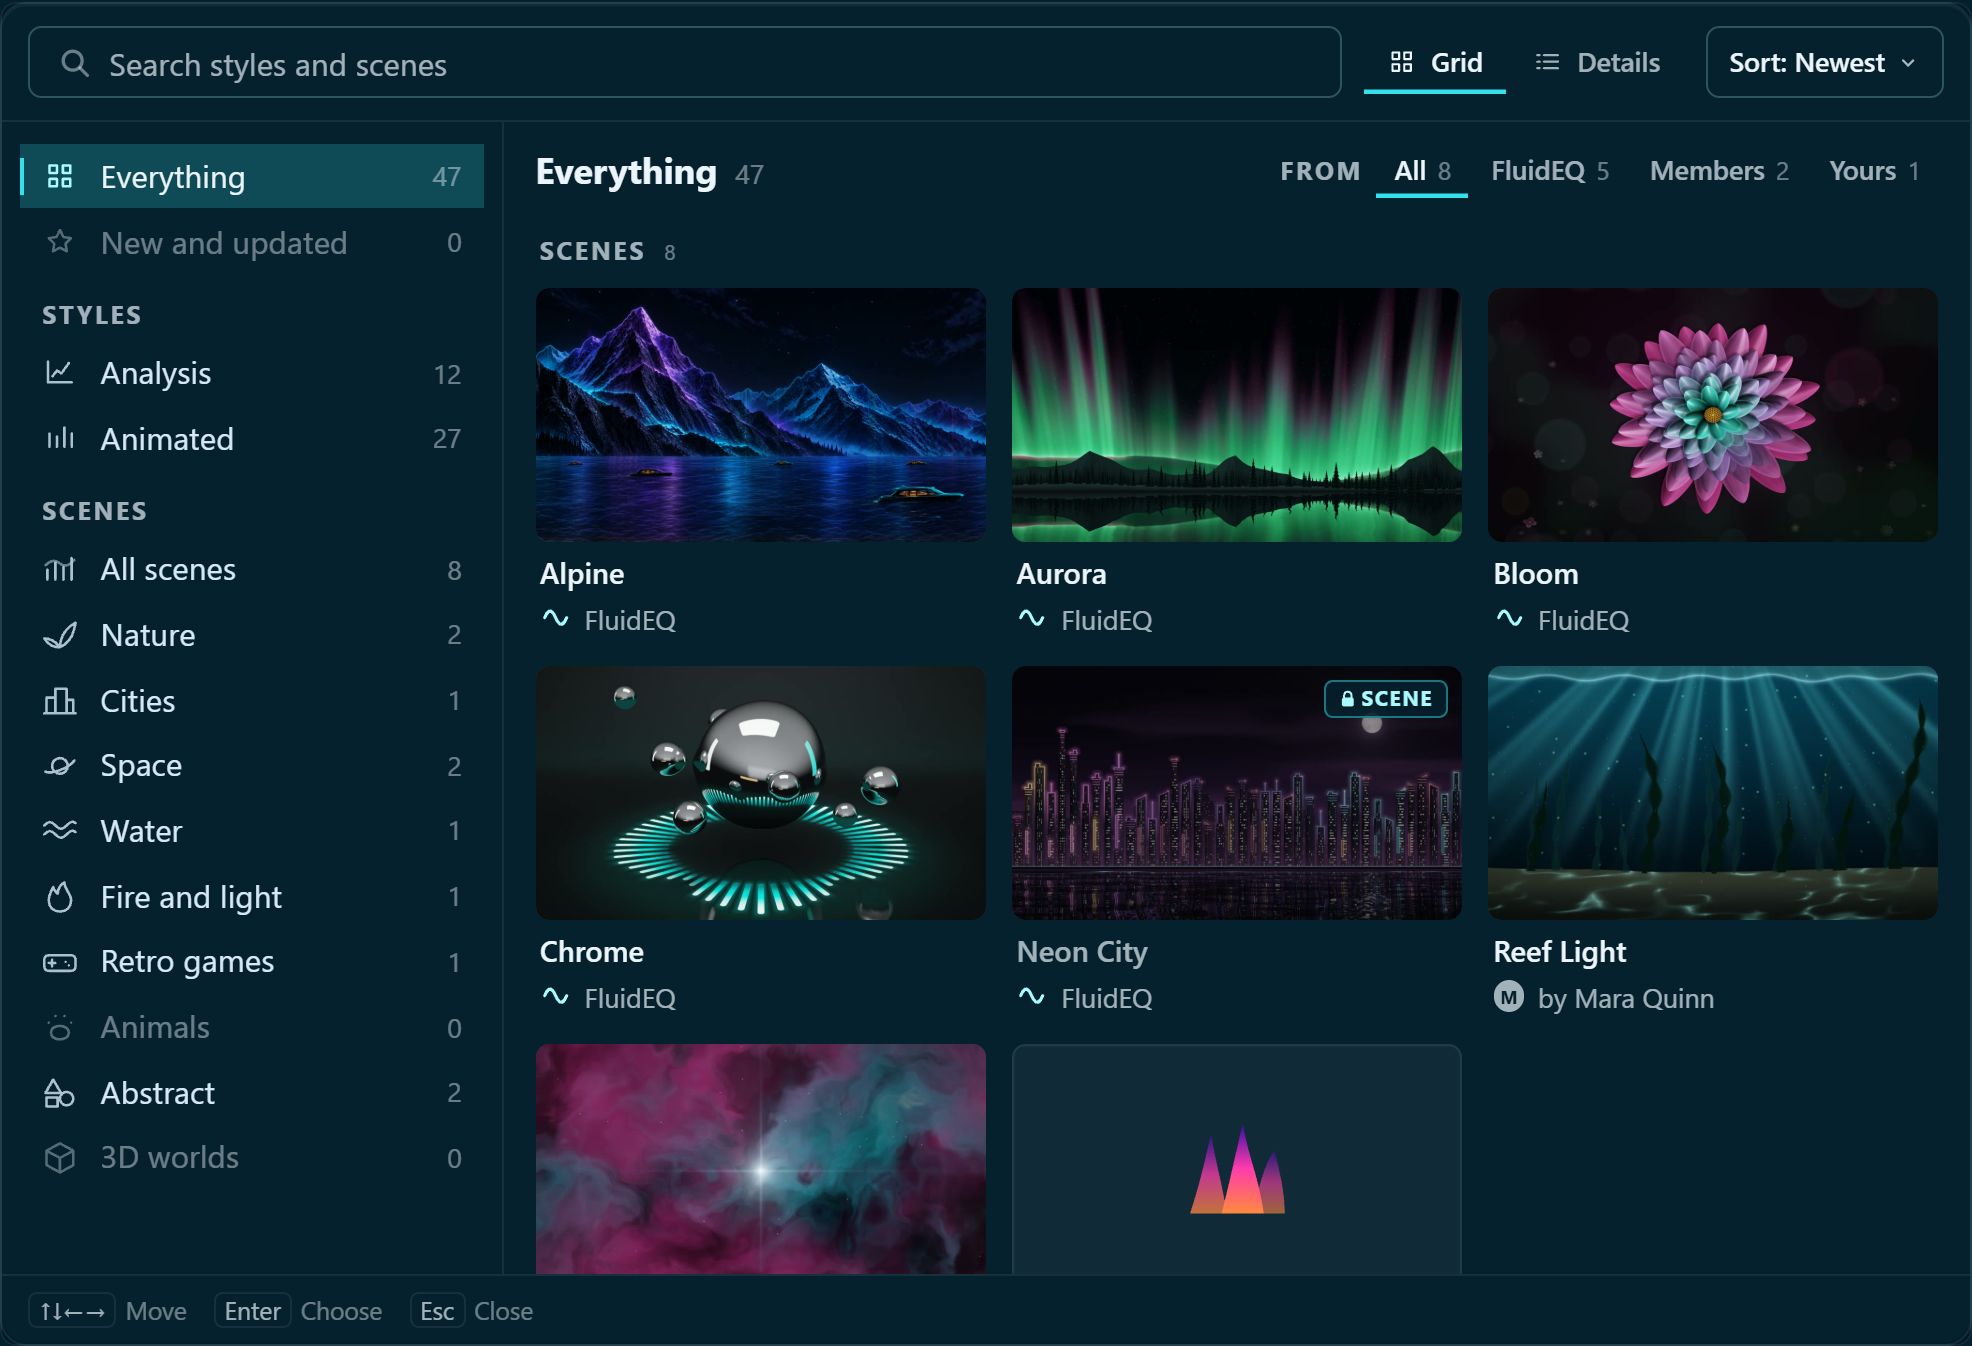 Search styles and scenes
Grid
Details
Sort: Newest
Everything 47
New and updated 0
STYLES
Analysis 12
Animated 27
SCENES
All scenes 8
Nature 2
Cities 1
Space 2
Water 1
Fire and light 1
Retro games 1
Animals 0
Abstract 2
3D worlds 0
Everything 47
FROM All 8 FluidEQ 5 Members 2 Yours 1
SCENES 8
Alpine
FluidEQ
Aurora
FluidEQ
Bloom
FluidEQ
Chrome
FluidEQ
SCENE
Neon City
FluidEQ
Reef Light
M by Mara Quinn
↑↓←→ Move Enter Choose Esc Close